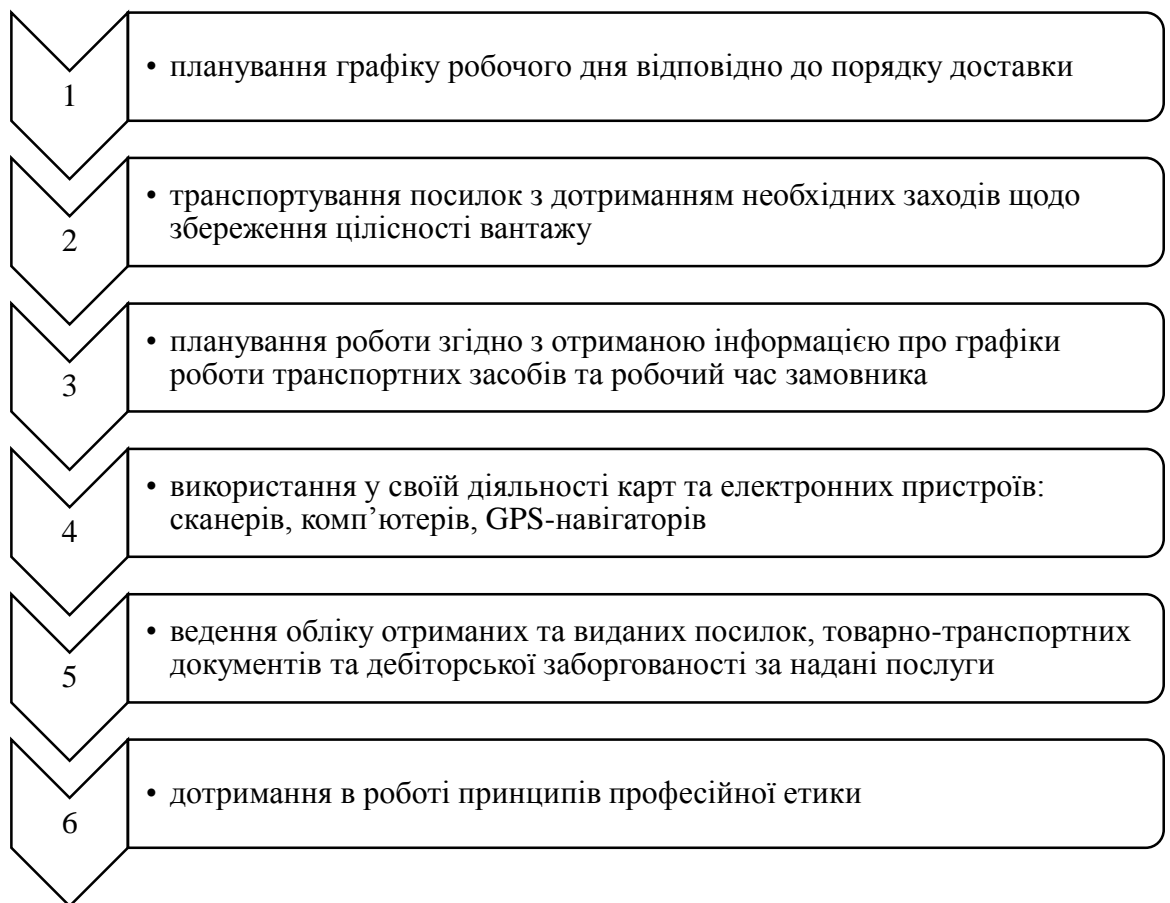 1
• планування графіку робочого дня відповідно до порядку доставки
2
• транспортування посилок з дотриманням необхідних заходів щодо
збереження цілісності вантажу
3
• планування роботи згідно з отриманою інформацією про графіки
роботи транспортних засобів та робочий час замовника
4
• використання у своїй діяльності карт та електронних пристроїв:
сканерів, комп’ютерів, GPS-навігаторів
5
• ведення обліку отриманих та виданих посилок, товарно-транспортних
документів та дебіторської заборгованості за надані послуги
6
• дотримання в роботі принципів професійної етики